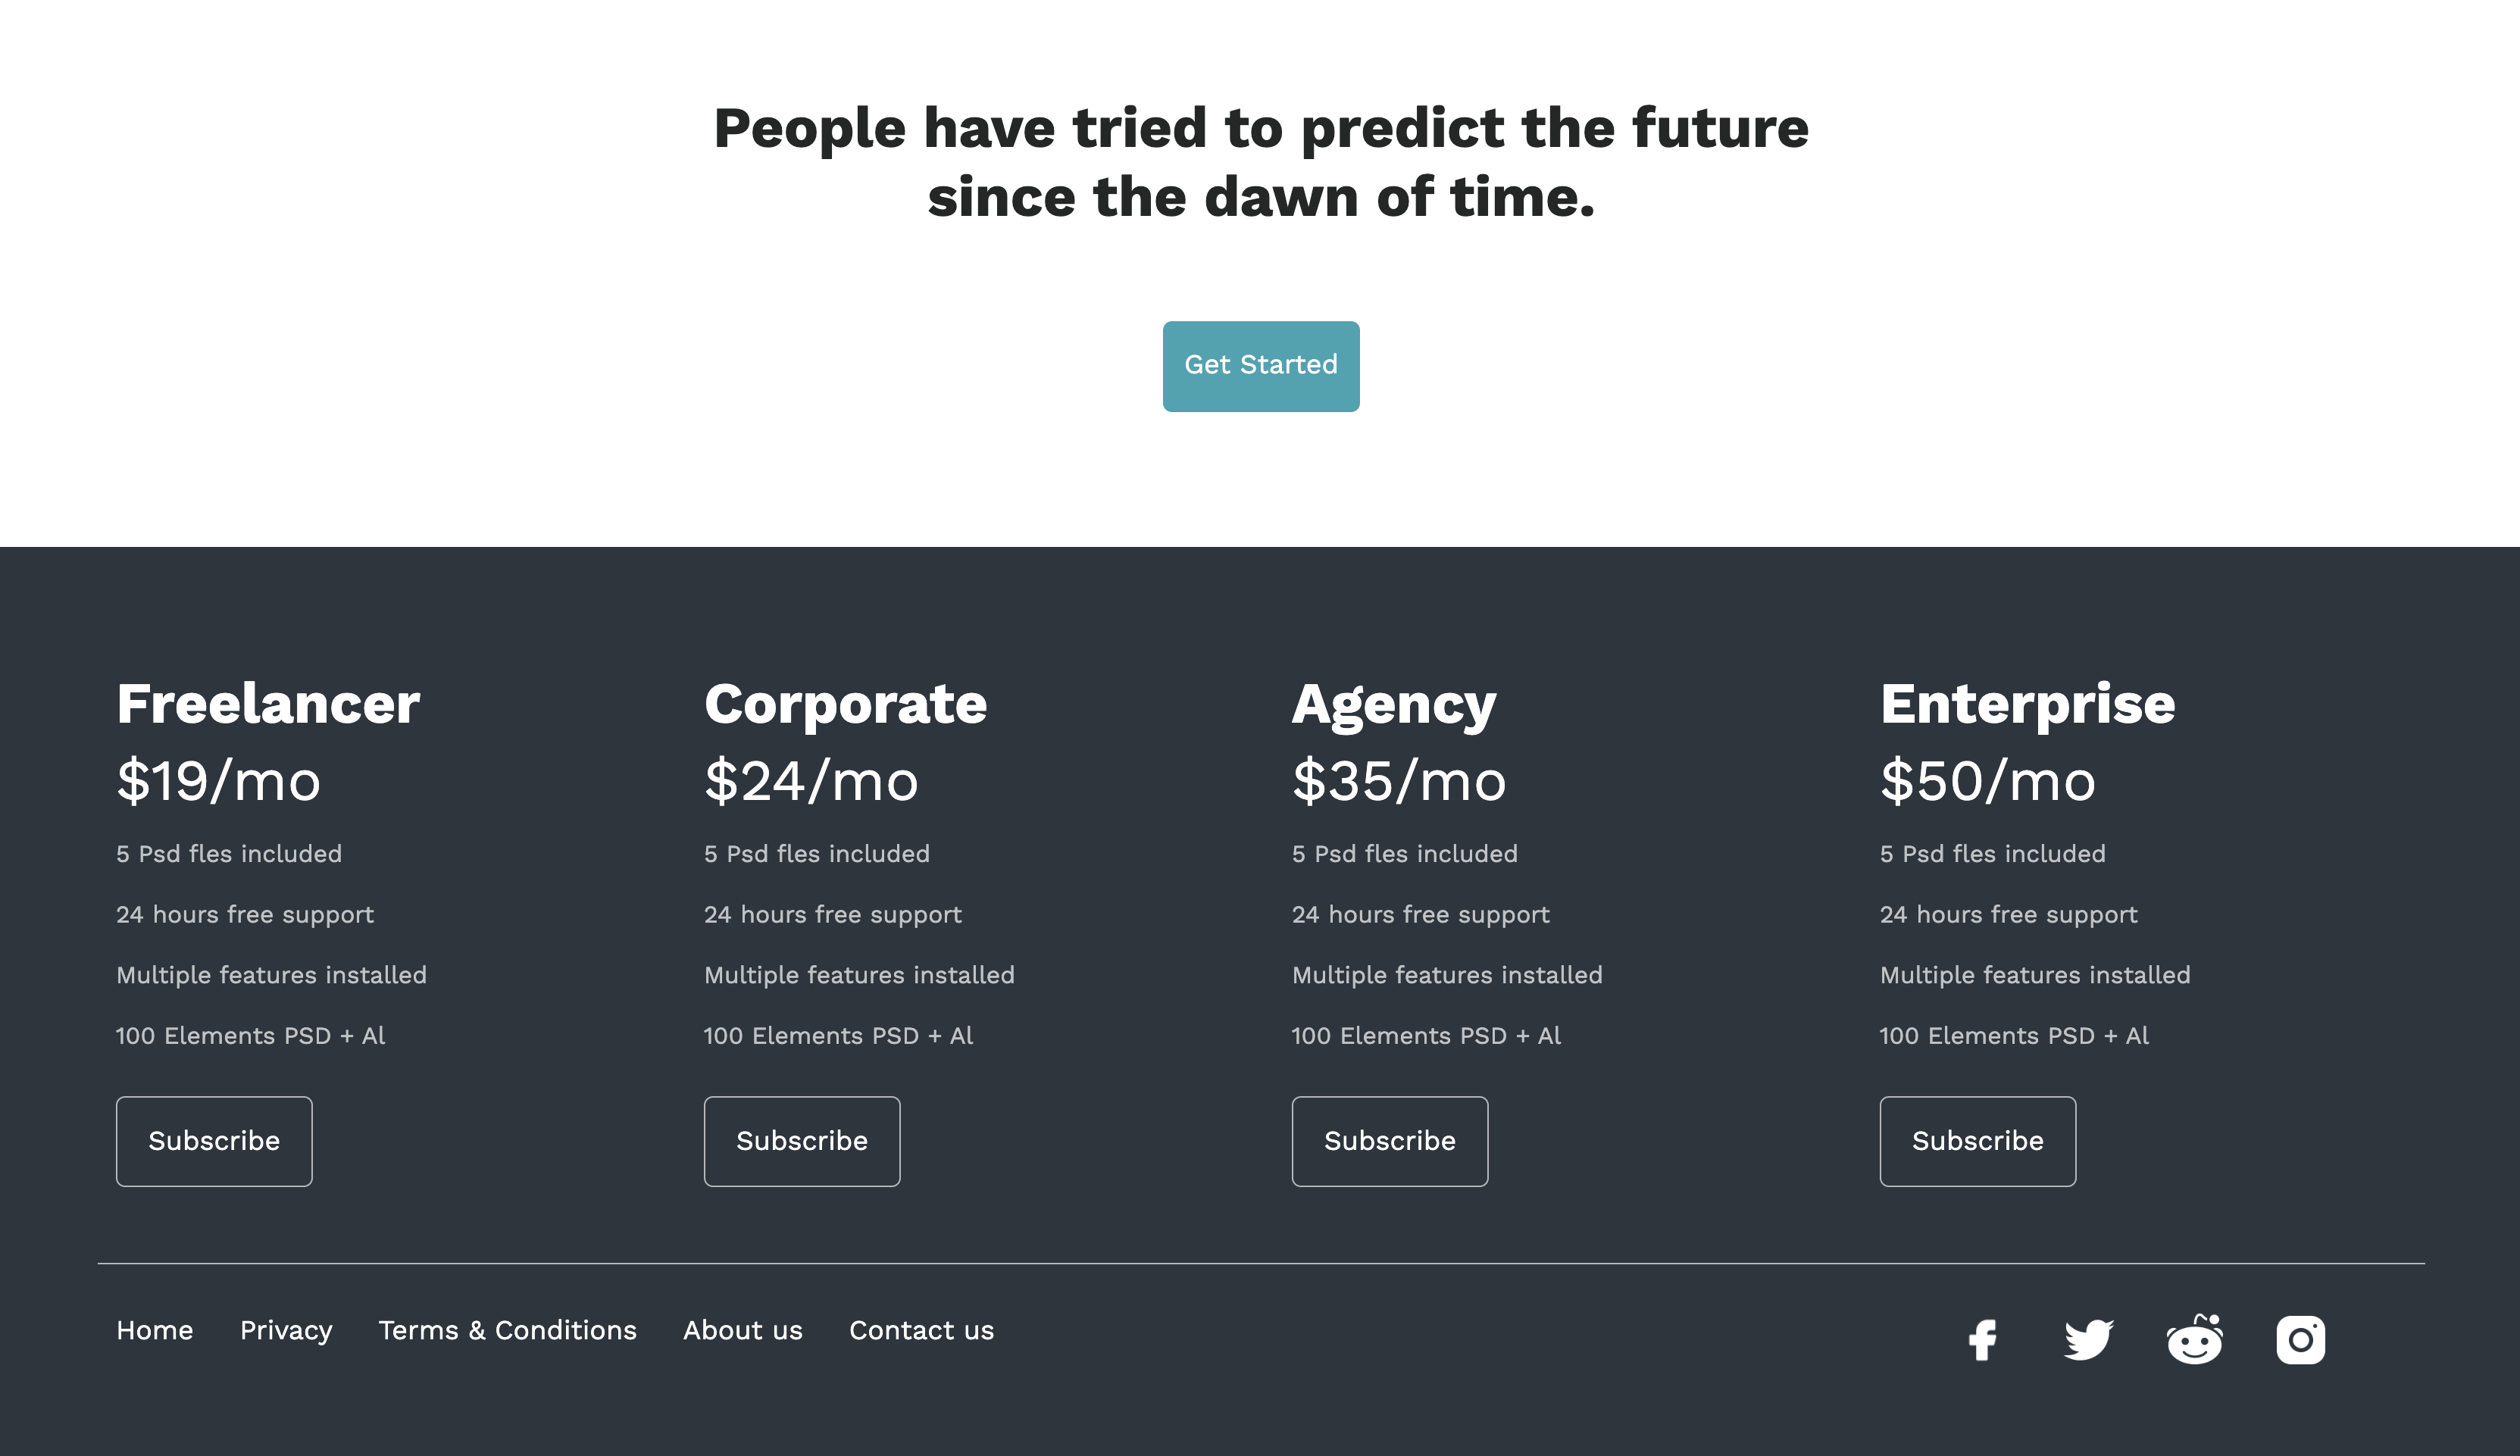 People have tried to predict the future
since the dawn of time.
Get Started
Freelancer
$19/mo
5 Psd fles included
24 hours free support
Multiple features installed
100 Elements PSD + Al
Subscribe
Corporate
$24/mo
5 Psd fles included
24 hours free support
Multiple features installed
100 Elements PSD + Al
Subscribe
Agency
$35/mo
5 Psd fles included
24 hours free support
Multiple features installed
100 Elements PSD + Al
Subscribe
Enterprise
$50/mo
5 Psd fles included
24 hours free support
Multiple features installed
100 Elements PSD + Al
Subscribe
Home Privacy Terms & Conditions About us Contact us